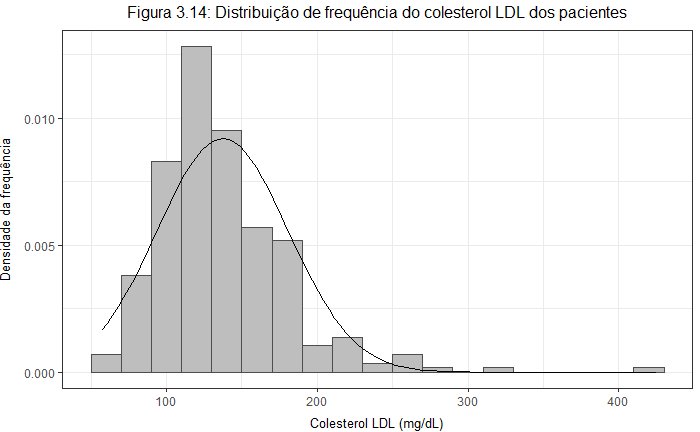 Figura 3.14: Distribuição de frequência do colesterol LDL dos pacientes
Densidade da frequência
0.010
0.005
0.000
100
200
300
400
Colesterol LDL (mg/dL)